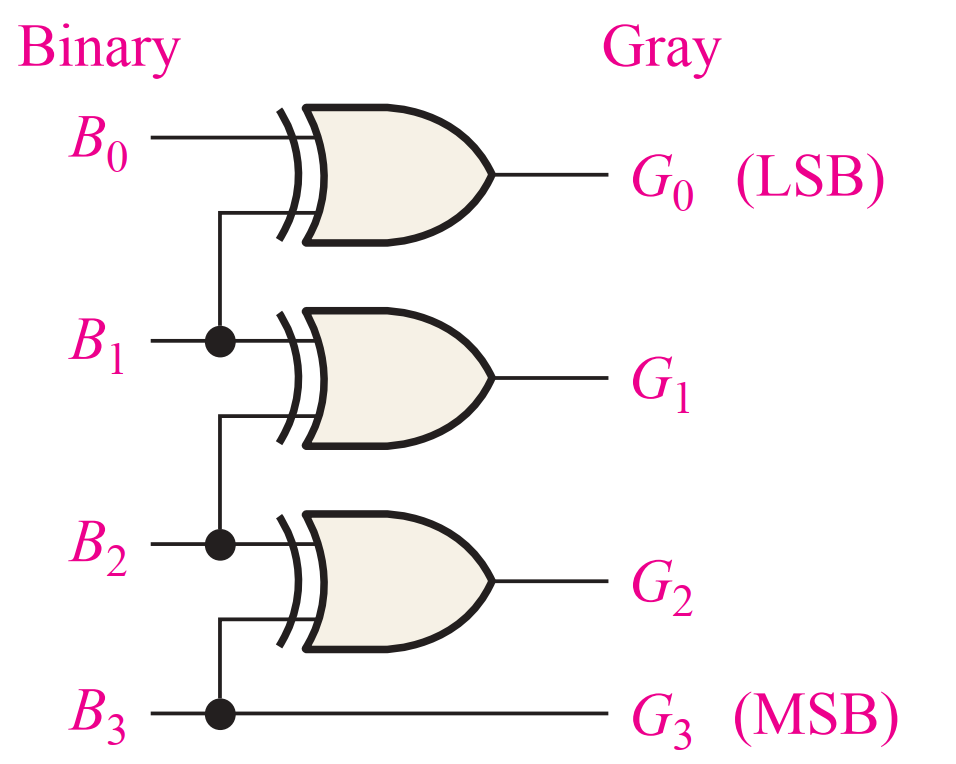 Binary Gray
B0 G0 (LSB)
B1 G1
B2 G2
B3 G3 (MSB)